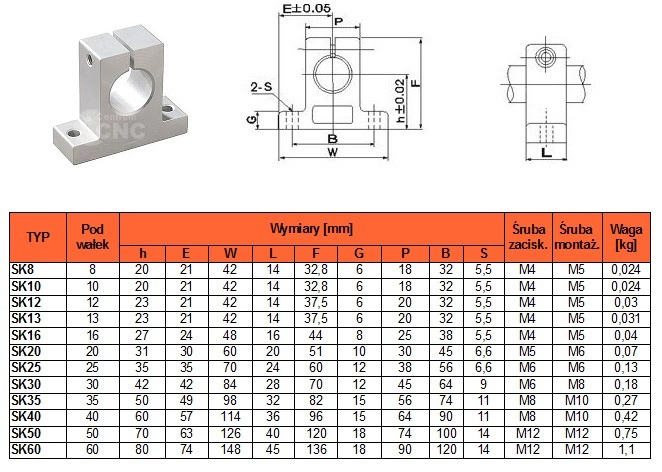 Centrum
CNC
E±0.05
P
2-S
F
h±0.02
G
B
W
L
TYP Pod wałek Wymiary [mm] Śruba zacisk. Śruba montaż. Waga [kg]
h E W L F G P B S
SK8 8 20 21 42 14 32,8 6 18 32 5,5 M4 M5 0,024
SK10 10 20 21 42 14 32,8 6 18 32 5,5 M4 M5 0,024
SK12 12 23 21 42 14 37,5 6 20 32 5,5 M4 M5 0,03
SK13 13 23 21 42 14 37,5 6 20 32 5,5 M4 M5 0,031
SK16 16 27 24 48 16 44 8 25 38 5,5 M4 M5 0,04
SK20 20 31 30 60 20 51 10 30 45 6,6 M5 M6 0,07
SK25 25 35 35 70 24 60 12 38 56 6,6 M6 M6 0,13
SK30 30 42 42 84 28 70 12 45 64 9 M6 M8 0,18
SK35 35 50 49 98 32 82 15 56 74 11 M8 M10 0,27
SK40 40 60 57 114 36 96 15 64 90 11 M8 M10 0,42
SK50 50 70 63 126 40 120 18 74 100 14 M12 M12 0,75
SK60 60 80 74 148 45 136 18 90 120 14 M12 M12 1,1